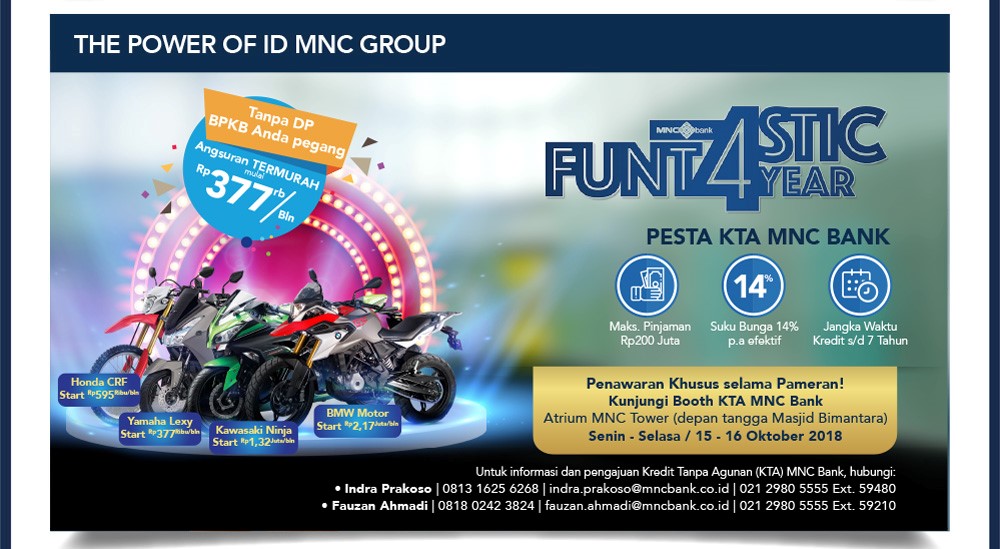 THE POWER OF ID MNC GROUP
Tanpa DP
BPKB Anda pegang
Angsuran TERMURAH
mulai
Rp377rb/Bln
MNC bank
FUNT4STIC
YEAR
PESTA KTA MNC BANK
14%
Maks. Pinjaman
Rp200 Juta
Suku Bunga 14%
p.a efektif
Jangka Waktu
Kredit s/d 7 Tahun
Honda CRF
Start Rp595Ribu/bln
Yamaha Lexy
Start Rp377Ribu/bln
Kawasaki Ninja
Start Rp1,32Juta/bln
BMW Motor
Start Rp2,17Juta/bln
Penawaran Khusus selama Pameran!
Kunjungi Booth KTA MNC Bank
Atrium MNC Tower (depan tangga Masjid Bimantara)
Senin - Selasa / 15 - 16 Oktober 2018
Untuk informasi dan pengajuan Kredit Tanpa Agunan (KTA) MNC Bank, hubungi:
• Indra Prakoso | 0813 1625 6268 | indra.prakoso@mncbank.co.id | 021 2980 5555 Ext. 59480
• Fauzan Ahmadi | 0818 0242 3824 | fauzan.ahmadi@mncbank.co.id | 021 2980 5555 Ext. 59210